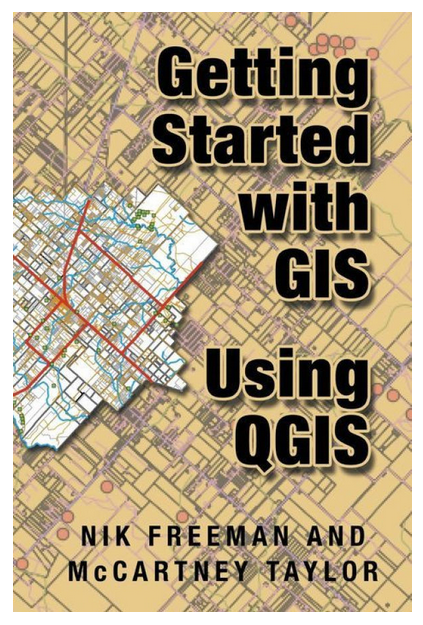 Getting
Started
with
GIS
Using
QGIS
NIK FREEMAN AND
McCARTNEY TAYLOR